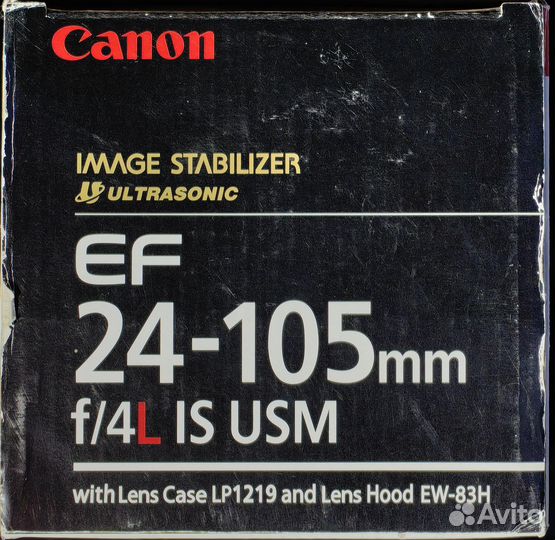 Canon
IMAGE STABILIZER
ULTRASONIC
EF
24-105mm
f/4L IS USM
with Lens Case LP1219 and Lens Hood EW-83H
Avito